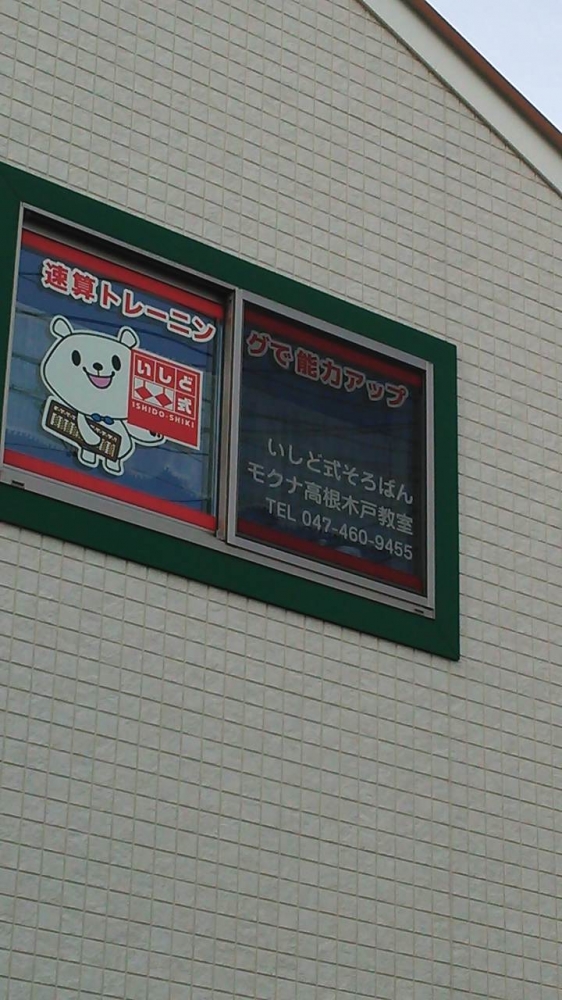 速算トレーニングで能力アップ
いしど
式
ISHIDO-SHIKI
いしど式そろばん
モクナ高根木戸教室
TEL 047-460-9455